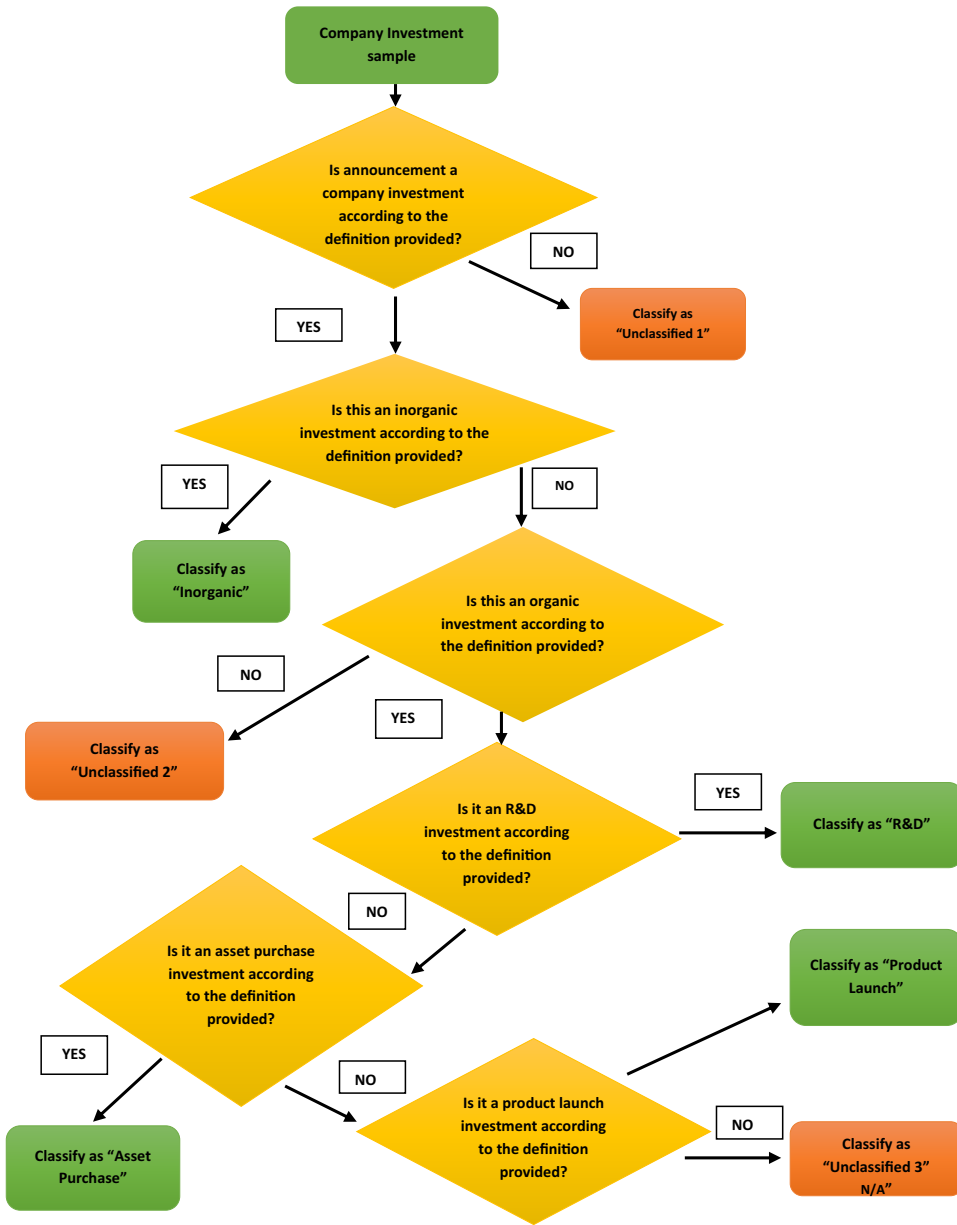 Company Investment
sample
Is announcement a
company investment
according to the
definition provided?
NO
Classify as
“Unclassified 1”
YES
Is this an inorganic
investment according to the
definition provided?
YES
NO
Classify as
“Inorganic”
Is this an organic
investment according to
the definition provided?
NO
YES
Classify as
“Unclassified 2”
Is it an R&D
investment according
to the definition
provided?
YES
Classify as “R&D”
NO
Is it an asset purchase
investment according
to the definition
provided?
Classify as “Product
Launch”
YES
NO
Is it a product launch
investment according
to the definition
provided?
NO
Classify as “Asset
Purchase”
Classify as
“Unclassified 3”
N/A”